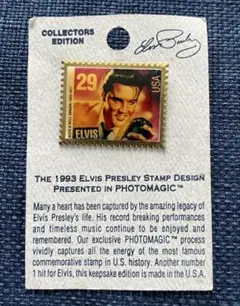 COLLECTORS
EDITION
Elvis Presley
29
USA
ELVIS
THE 1993 ELVIS PRESLEY STAMP DESIGN
PRESENTED IN PHOTOMAGIC™
Many a heart has been captured by the amazing legacy of
Elvis Presley's life. His record breaking performances
and timeless music continue to be enjoyed and
remembered. Our exclusive PHOTOMAGIC™ process
vividly captures all the energy of the most famous
commemorative stamp in U.S. history. Another number
1 hit for Elvis, this keepsake edition is made in the U.S.A.